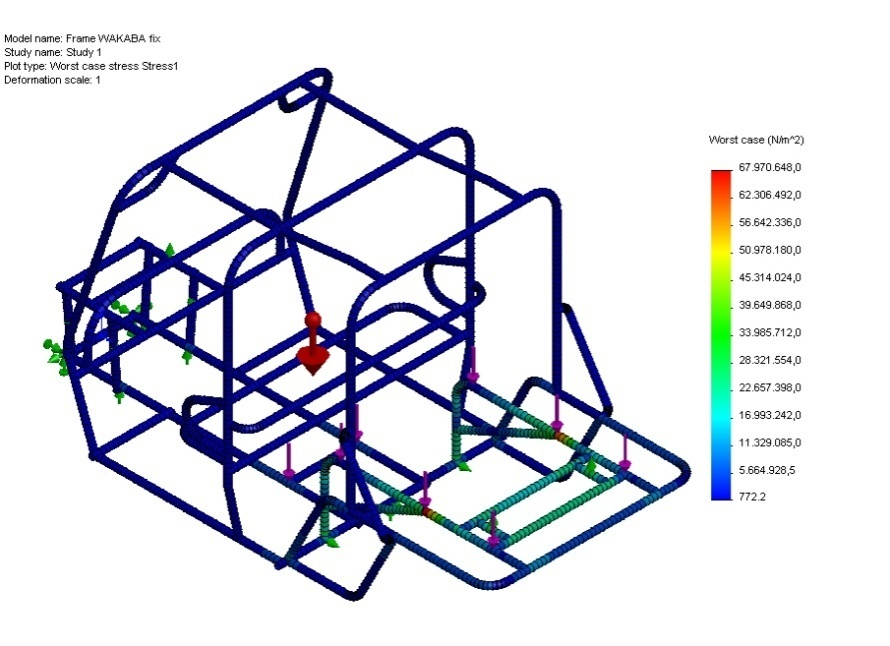 Model name: Frame WAKABA fix
Study name: Study 1
Plot type: Worst case stress Stress1
Deformation scale: 1
Worst case (N/m^2)
67.970.648,0
62.306.492,0
56.642.336,0
50.978.180,0
45.314.024,0
39.649.868,0
33.985.712,0
28.321.554,0
22.657.398,0
16.993.242,0
11.329.085,0
5.664.928,5
772.2